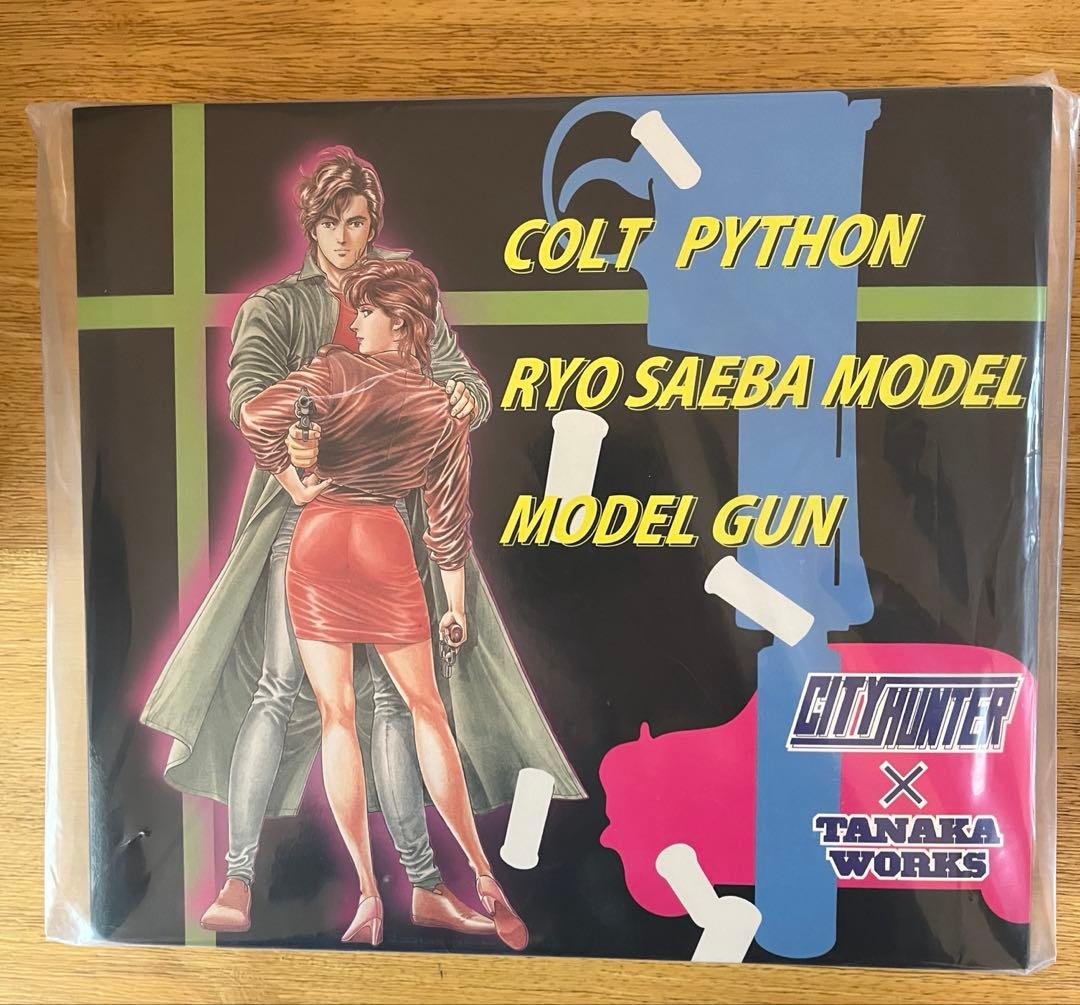 COLT PYTHON
RYO SAEBA MODEL
MODEL GUN
CITY HUNTER
×
TANAKA
WORKS